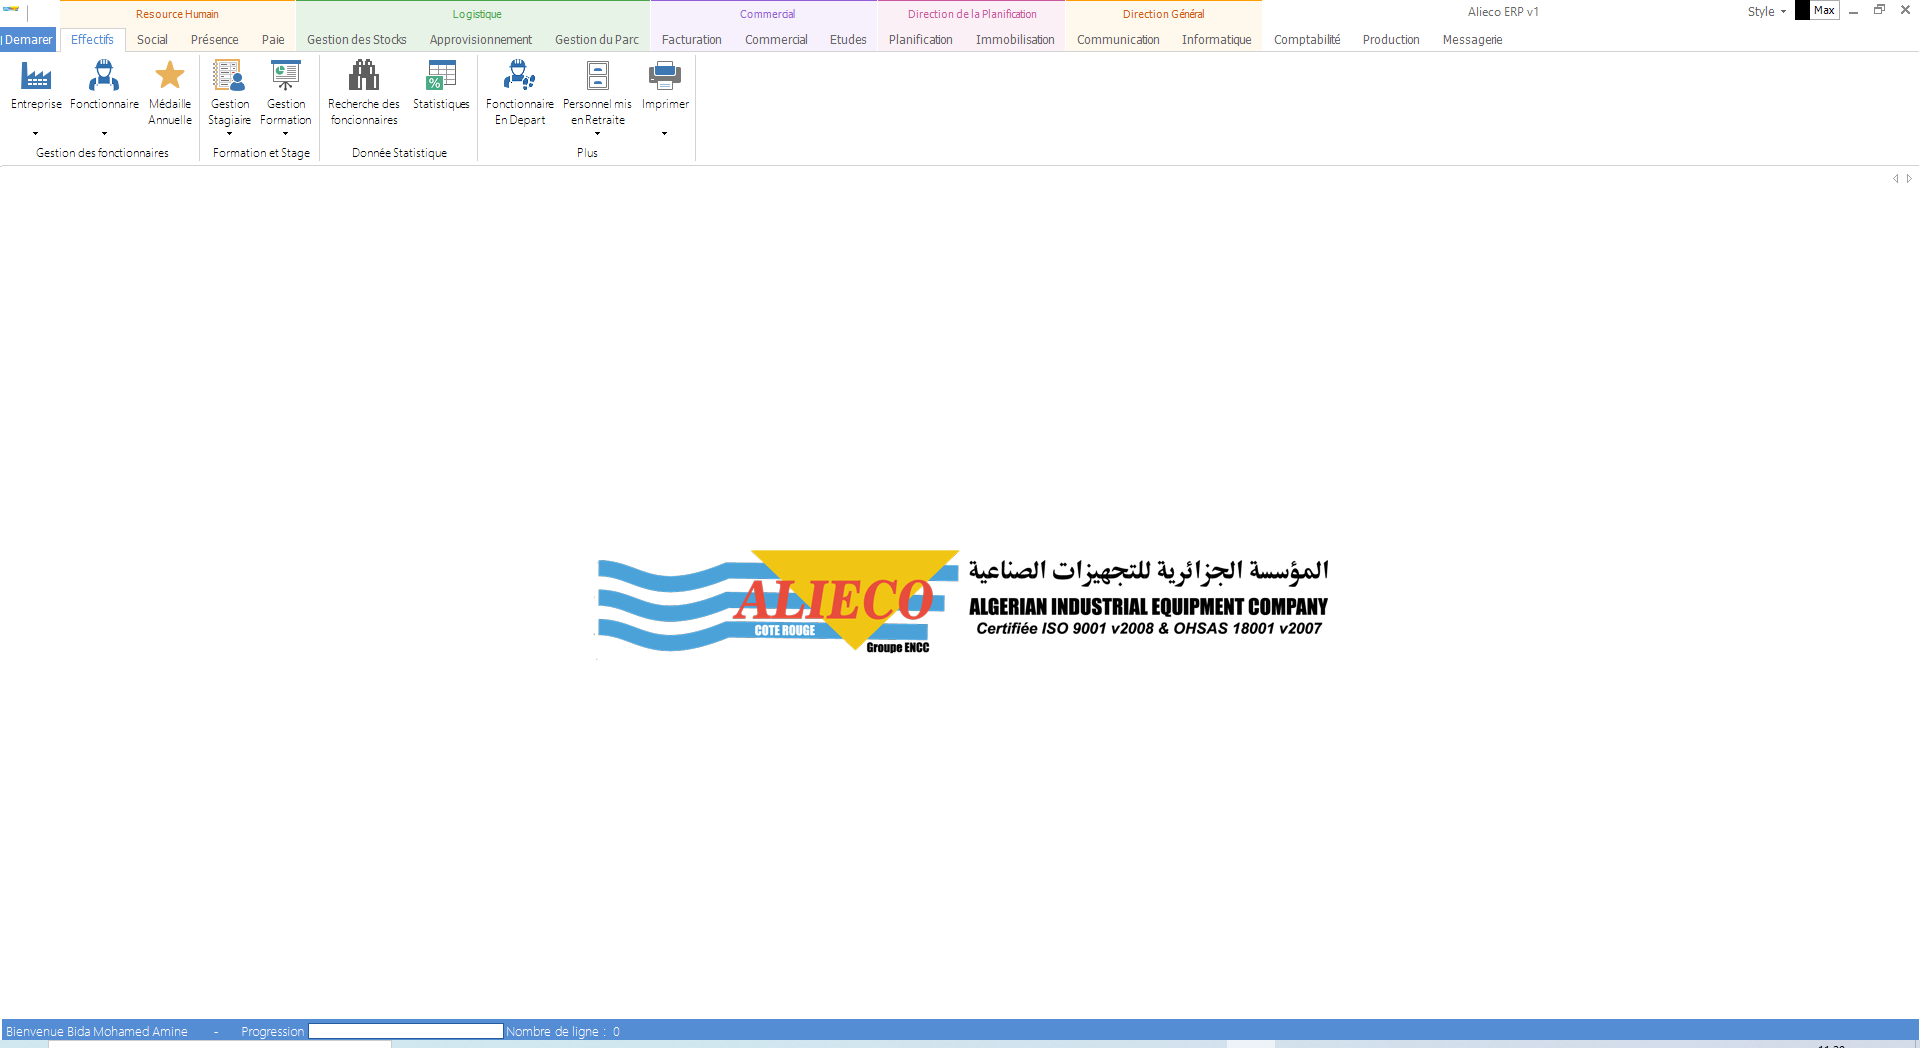 Resource Humain Logistique Commercial Direction de la Planification Direction Général Alieco ERP v1 Style Max
Demarer Effectifs Social Présence Paie Gestion des Stocks Approvisionnement Gestion du Parc Facturation Commercial Etudes Planification Immobilisation Communication Informatique Comptabilité Production Messagerie
Entreprise Fonctionnaire Médaille Annuelle Gestion Stagiaire Gestion Formation Recherche des foncionnaires Statistiques Fonctionnaire En Depart Personnel mis en Retraite Imprimer
Gestion des fonctionnaires Formation et Stage Donnée Statistique Plus
المؤسسة الجزائرية للتجهيزات الصناعية
ALIECO
ALGERIAN INDUSTRIAL EQUIPMENT COMPANY
COTE ROUGE
Certifiée ISO 9001 v2008 & OHSAS 18001 v2007
Groupe ENCC
Bienvenue Bida Mohamed Amine - Progression Nombre de ligne : 0